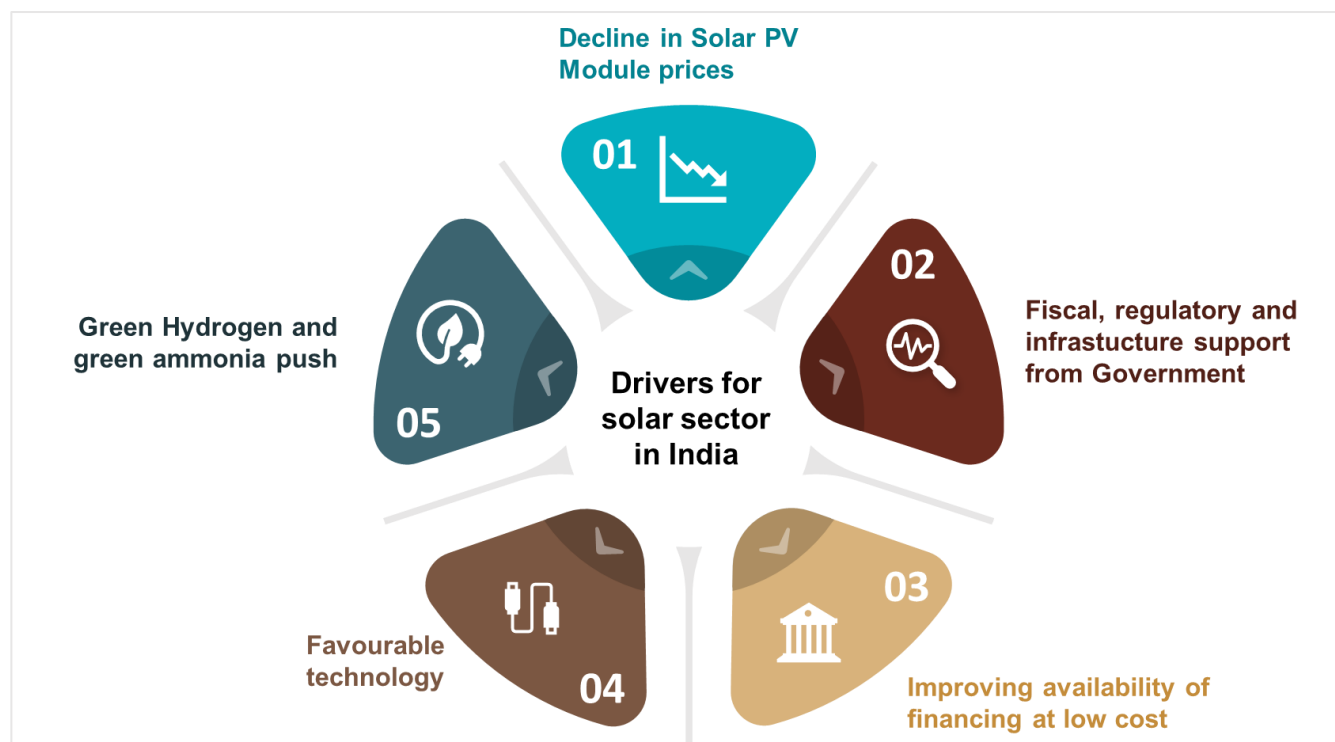 Decline in Solar PV
Module prices
01
02
Fiscal, regulatory and
infrastucture support
from Government
03
Improving availability of
financing at low cost
04
Favourable
technology
05
Green Hydrogen and
green ammonia push
Drivers for
solar sector
in India